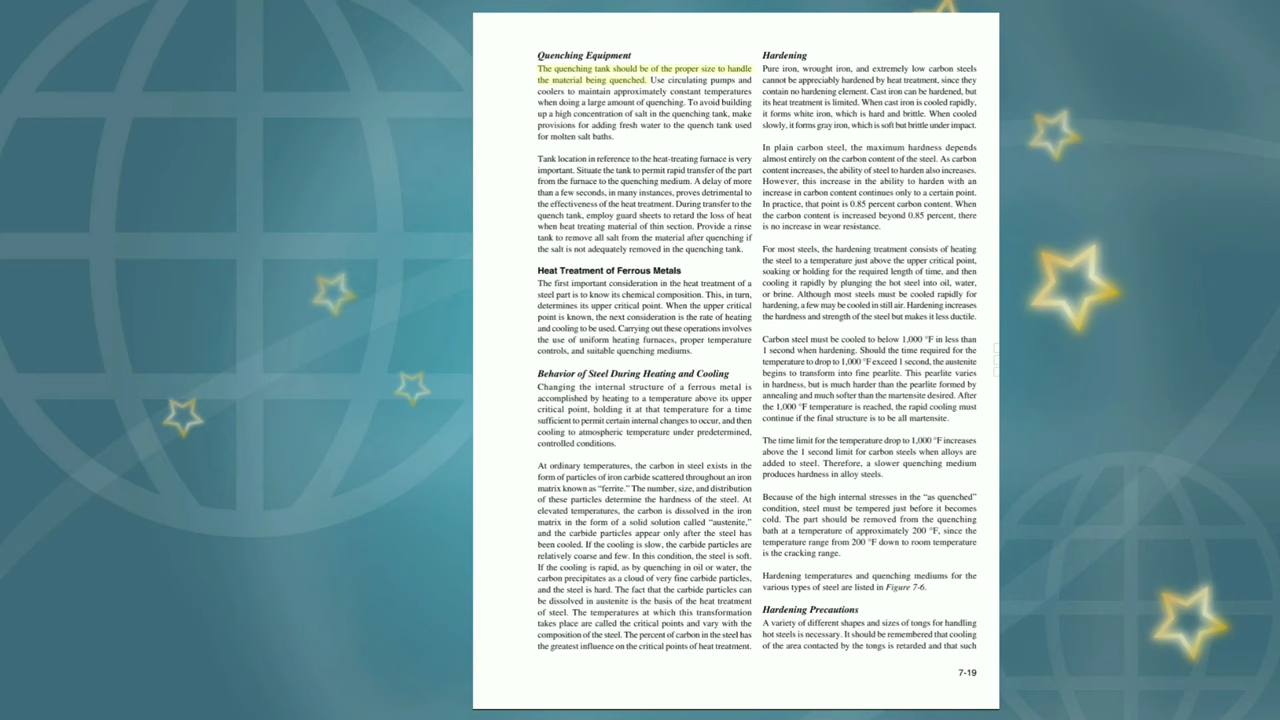 Quenching Equipment
The quenching tank should be of the proper size to handle
the material being quenched. Use circulating pumps and
coolers to maintain approximately constant temperatures
when doing a large amount of quenching. To avoid building
up a high concentration of salt in the quenching tank, make
provisions for adding fresh water to the quench tank used
for molten salt baths.
Tank location in reference to the heat-treating furnace is very
important. Situate the tank to permit rapid transfer of the part
from the furnace to the quenching medium. A delay of more
than a few seconds, in many instances, proves detrimental to
the effectiveness of the heat treatment. During transfer to the
quench tank, employ guard sheets to retard the loss of heat
when heat treating material of thin section. Provide a rinse
tank to remove all salt from the material after quenching if
the salt is not adequately removed in the quenching tank.
Heat Treatment of Ferrous Metals
The first important consideration in the heat treatment of a
steel part is to know its chemical composition. This, in turn,
determines its upper critical point. When the upper critical
point is known, the next consideration is the rate of heating
and cooling to be used. Carrying out these operations involves
the use of uniform heating furnaces, proper temperature
controls, and suitable quenching mediums.
Behavior of Steel During Heating and Cooling
Changing the internal structure of a ferrous metal is
accomplished by heating to a temperature above its upper
critical point, holding it at that temperature for a time
sufficient to permit certain internal changes to occur, and then
cooling to atmospheric temperature under predetermined,
controlled conditions.
At ordinary temperatures, the carbon in steel exists in the
form of particles of iron carbide scattered throughout an iron
matrix known as “ferrite.” The number, size, and distribution
of these particles determine the hardness of the steel. At
elevated temperatures, the carbon is dissolved in the iron
matrix in the form of a solid solution called “austenite,”
and the carbide particles appear only after the steel has
been cooled. If the cooling is slow, the carbide particles are
relatively coarse and few. In this condition, the steel is soft.
If the cooling is rapid, as by quenching in oil or water, the
carbon precipitates as a cloud of very fine carbide particles,
and the steel is hard. The fact that the carbide particles can
be dissolved in austenite is the basis of the heat treatment
of steel. The temperatures at which this transformation
takes place are called the critical points and vary with the
composition of the steel. The percent of carbon in the steel has
the greatest influence on the critical points of heat treatment.
Hardening
Pure iron, wrought iron, and extremely low carbon steels
cannot be appreciably hardened by heat treatment, since they
contain no hardening element. Cast iron can be hardened, but
its heat treatment is limited. When cast iron is cooled rapidly,
it forms white iron, which is hard and brittle. When cooled
slowly, it forms gray iron, which is soft but brittle under impact.
In plain carbon steel, the maximum hardness depends
almost entirely on the carbon content of the steel. As carbon
content increases, the ability of steel to harden also increases.
However, this increase in the ability to harden with an
increase in carbon content continues only to a certain point.
In practice, that point is 0.85 percent carbon content. When
the carbon content is increased beyond 0.85 percent, there
is no increase in wear resistance.
For most steels, the hardening treatment consists of heating
the steel to a temperature just above the upper critical point,
soaking or holding for the required length of time, and then
cooling it rapidly by plunging the hot steel into oil, water,
or brine. Although most steels must be cooled rapidly for
hardening, a few may be cooled in still air. Hardening increases
the hardness and strength of the steel but makes it less ductile.
Carbon steel must be cooled to below 1,000 °F in less than
1 second when hardening. Should the time required for the
temperature to drop to 1,000 °F exceed 1 second, the austenite
begins to transform into fine pearlite. This pearlite varies
in hardness, but is much harder than the pearlite formed by
annealing and much softer than the martensite desired. After
the 1,000 °F temperature is reached, the rapid cooling must
continue if the final structure is to be all martensite.
The time limit for the temperature drop to 1,000 °F increases
above the 1 second limit for carbon steels when alloys are
added to steel. Therefore, a slower quenching medium
produces hardness in alloy steels.
Because of the high internal stresses in the “as quenched”
condition, steel must be tempered just before it becomes
cold. The part should be removed from the quenching
bath at a temperature of approximately 200 °F, since the
temperature range from 200 °F down to room temperature
is the cracking range.
Hardening temperatures and quenching mediums for the
various types of steel are listed in Figure 7-6.
Hardening Precautions
A variety of different shapes and sizes of tongs for handling
hot steels is necessary. It should be remembered that cooling
of the area contacted by the tongs is retarded and that such
7-19